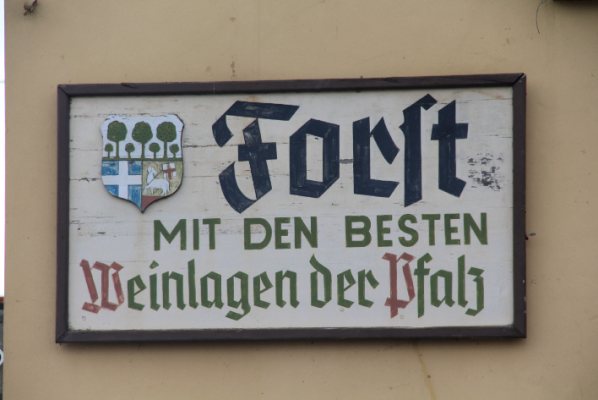 Forst
MIT DEN BESTEN
Weinlagen der Pfalz